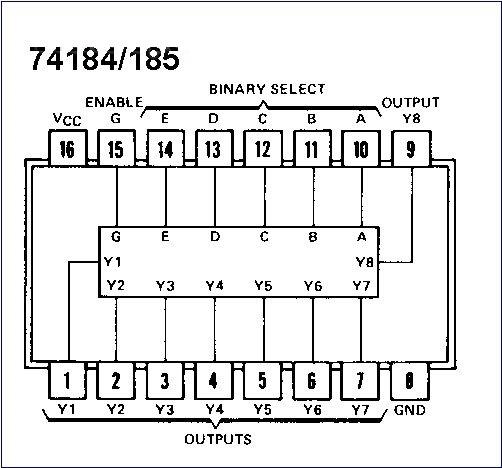 74184/185
BINARY SELECT
ENABLE OUTPUT
VCC G E D C B A Y8
16 15 14 13 12 11 10 9
G E D C B A
Y1 Y8
Y2 Y3 Y4 Y5 Y6 Y7
1 2 3 4 5 6 7 8
Y1 Y2 Y3 Y4 Y5 Y6 Y7 GND
OUTPUTS